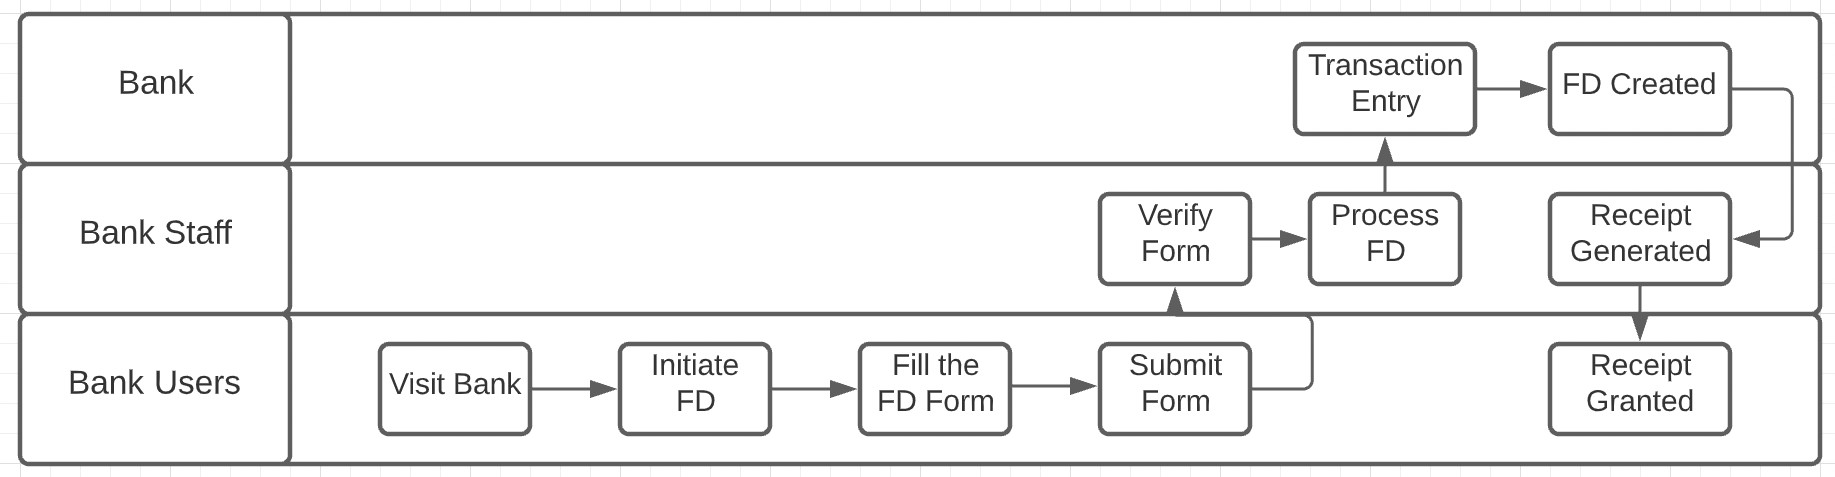 Bank
Transaction
Entry
FD Created
Bank Staff
Verify
Form
Process
FD
Receipt
Generated
Bank Users
Visit Bank
Initiate
FD
Fill the
FD Form
Submit
Form
Receipt
Granted